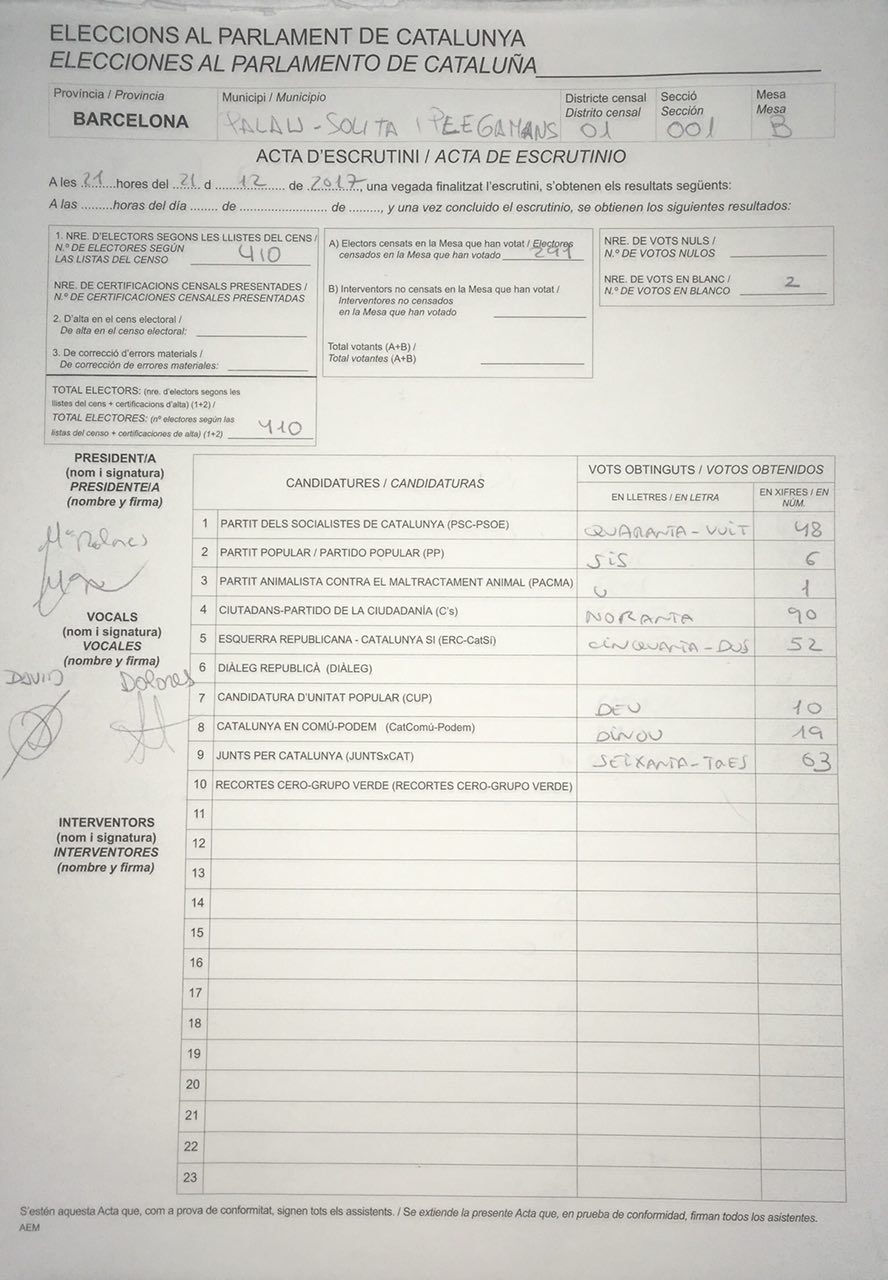 ELECCIONS AL PARLAMENT DE CATALUNYA
ELECCIONES AL PARLAMENTO DE CATALUÑA
Província / Provincia
BARCELONA
Municipi / Municipio
PALAU-SOLITA I PLEGAMANS
Districte censal
Distrito censal 01
Secció
Sección 001
Mesa
Mesa B
ACTA D'ESCRUTINI / ACTA DE ESCRUTINIO
A les 21 hores del 21 d 12 de 2017, una vegada finalitzat l'escrutini, s'obtenen els resultats següents:
A las .........horas del día ....... de ....................... de ........, y una vez concluido el escrutinio, se obtienen los siguientes resultados:
1. NRE. D'ELECTORS SEGONS LES LLISTES DEL CENS /
N.º DE ELECTORES SEGÚN
LAS LISTAS DEL CENSO 410
NRE. DE CERTIFICACIONS CENSALS PRESENTADES /
N.º DE CERTIFICACIONES CENSALES PRESENTADAS
2. D'alta en el cens electoral /
De alta en el censo electoral:
3. De correcció d'errors materials /
De corrección de errores materiales:
TOTAL ELECTORS: (nre. d'electors segons les
llistes del cens + certificacions d'alta) (1+2) /
TOTAL ELECTORES: (nº electores según las
listas del censo + certificaciones de alta) (1+2) 410
A) Electors censats en la Mesa que han votat / Electores
censados en la Mesa que han votado 291
B) Interventors no censats en la Mesa que han votat /
Interventores no censados
en la Mesa que han votado
Total votants (A+B) /
Total votantes (A+B)
NRE. DE VOTS NULS /
N.º DE VOTOS NULOS
NRE. DE VOTS EN BLANC /
N.º DE VOTOS EN BLANCO 2
PRESIDENT/A
(nom i signatura)
PRESIDENTE/A
(nombre y firma)
Mª Dolores
VOCALS
(nom i signatura)
VOCALES
(nombre y firma)
DAVID Dolores
INTERVENTORS
(nom i signatura)
INTERVENTORES
(nombre y firma)
CANDIDATURES / CANDIDATURAS
VOTS OBTINGUTS / VOTOS OBTENIDOS
EN LLETRES / EN LETRA
EN XIFRES / EN NÚM.
1 PARTIT DELS SOCIALISTES DE CATALUNYA (PSC-PSOE) QUARANTA-VUIT 48
2 PARTIT POPULAR / PARTIDO POPULAR (PP) SIS 6
3 PARTIT ANIMALISTA CONTRA EL MALTRACTAMENT ANIMAL (PACMA) U 1
4 CIUTADANS-PARTIDO DE LA CIUDADANÍA (C's) NORANTA 90
5 ESQUERRA REPUBLICANA - CATALUNYA SI (ERC-CatSí) CINQUANTA-DOS 52
6 DIÀLEG REPUBLICÀ (DIÀLEG)
7 CANDIDATURA D'UNITAT POPULAR (CUP) DEU 10
8 CATALUNYA EN COMÚ-PODEM (CatComú-Podem) DINOU 19
9 JUNTS PER CATALUNYA (JUNTSxCAT) SEIXANTA-TRES 63
10 RECORTES CERO-GRUPO VERDE (RECORTES CERO-GRUPO VERDE)
11
12
13
14
15
16
17
18
19
20
21
22
23
S'estén aquesta Acta que, com a prova de conformitat, signen tots els assistents. / Se extiende la presente Acta que, en prueba de conformidad, firman todos los asistentes.
AEM